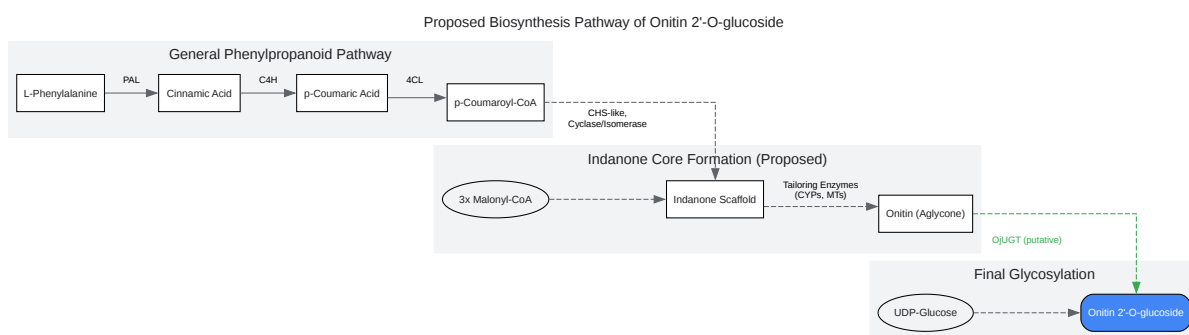 Proposed Biosynthesis Pathway of Onitin 2'-O-glucoside
General Phenylpropanoid Pathway
L-Phenylalanine
PAL
Cinnamic Acid
C4H
p-Coumaric Acid
4CL
p-Coumaroyl-CoA
CHS-like,
Cyclase/Isomerase
Indanone Core Formation (Proposed)
3x Malonyl-CoA
Indanone Scaffold
Tailoring Enzymes
(CYPs, MTs)
Onitin (Aglycone)
OjUGT (putative)
Final Glycosylation
UDP-Glucose
Onitin 2'-O-glucoside